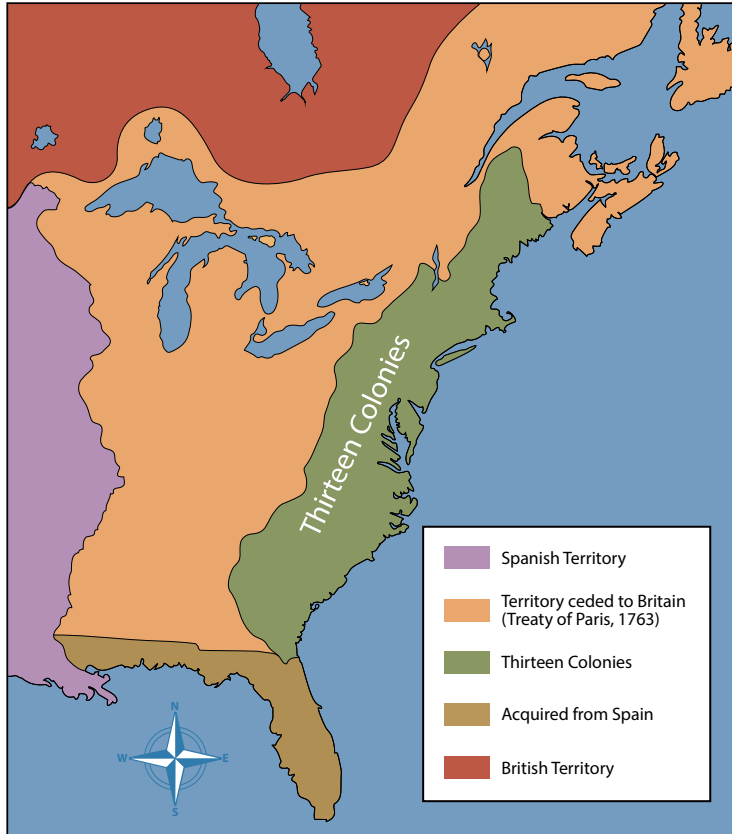 Thirteen Colonies
N
W
E
S
Spanish Territory
Territory ceded to Britain
(Treaty of Paris, 1763)
Thirteen Colonies
Acquired from Spain
British Territory